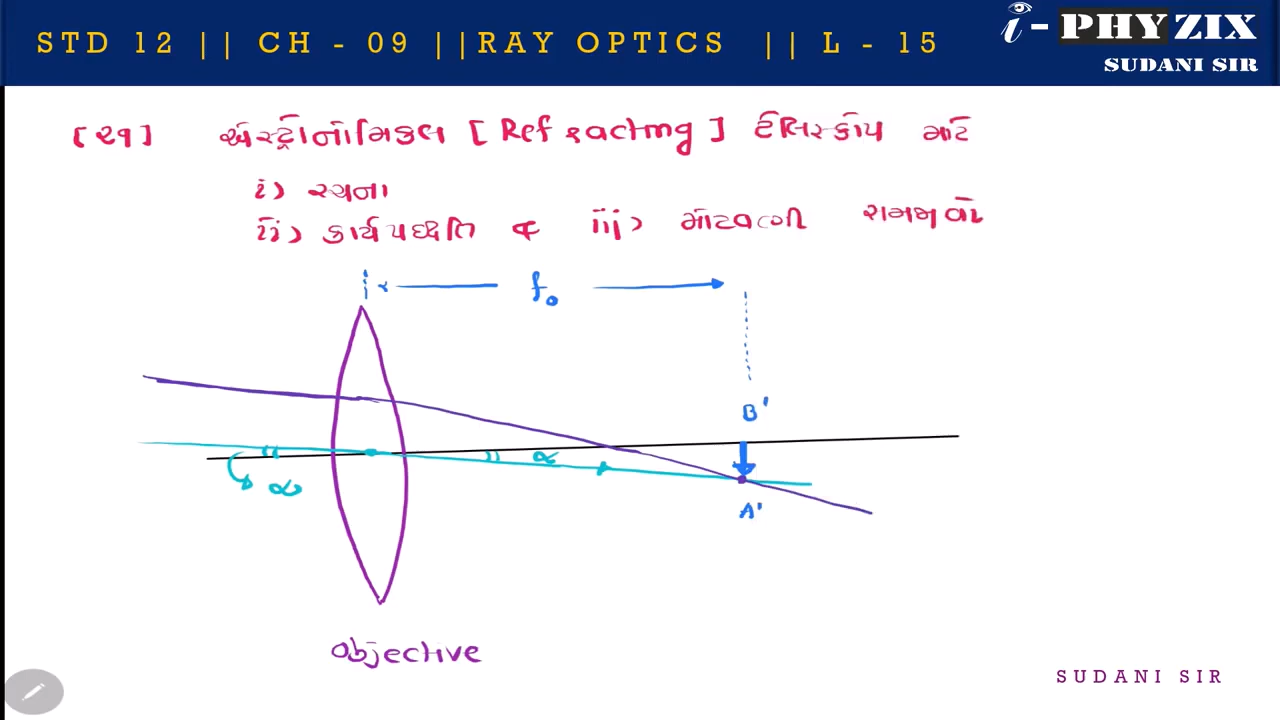 STD 12 || CH - 09 ||RAY OPTICS || L - 15
i-PHYZIX
SUDANI SIR
[૨૧] એસ્ટ્રોનોમિકલ [Refracting] ટેલિસ્કોપ માટે
i) રચના
ii) કાર્યપધ્ધતિ & iii) મોટવણી સમજાવો
f₀
B'
α
α
A'
objective
SUDANI SIR